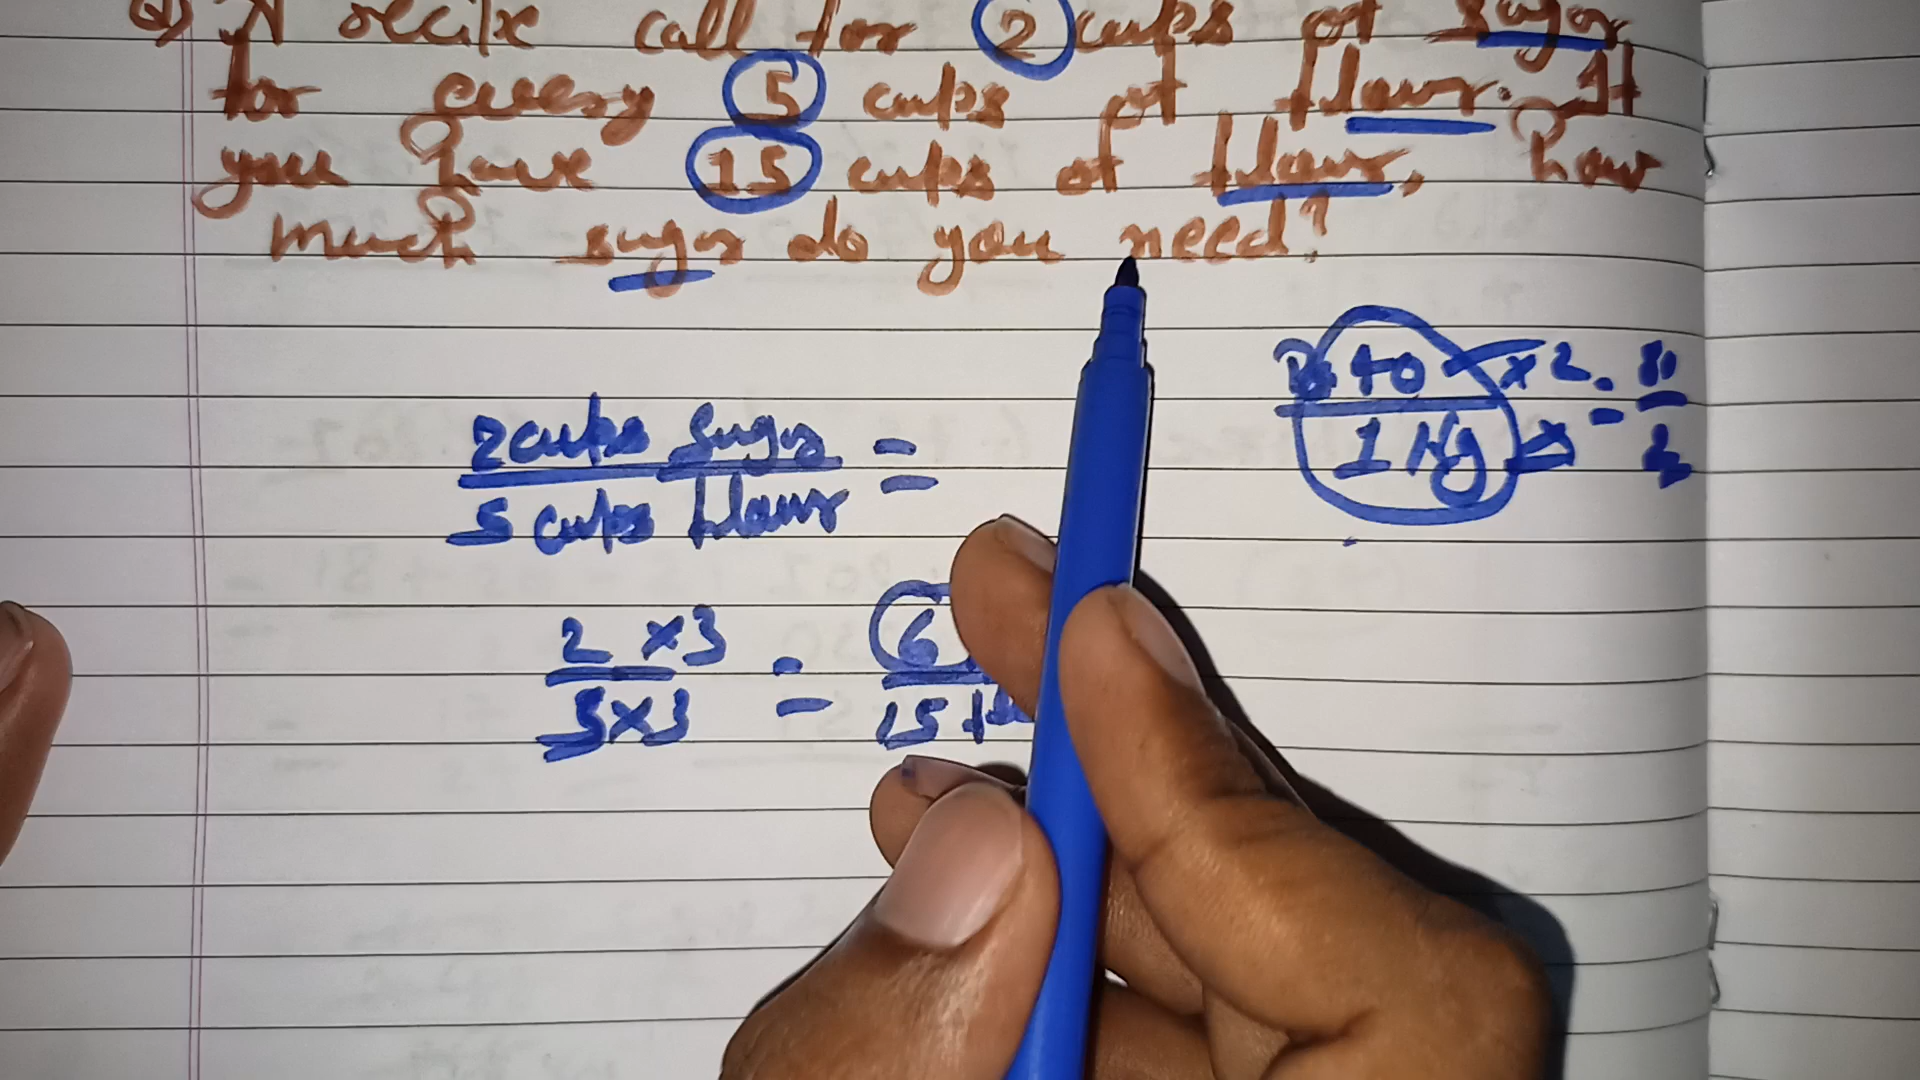 Q) A recipe call for 2 cups of sugar
for every 5 cups of flour. If
you have 15 cups of flour, how
much sugar do you need?
40 x 2 = 80
1 Kg x 2
2 cups sugar =
5 cups flour
2 x 3 = 6
5 x 3 15